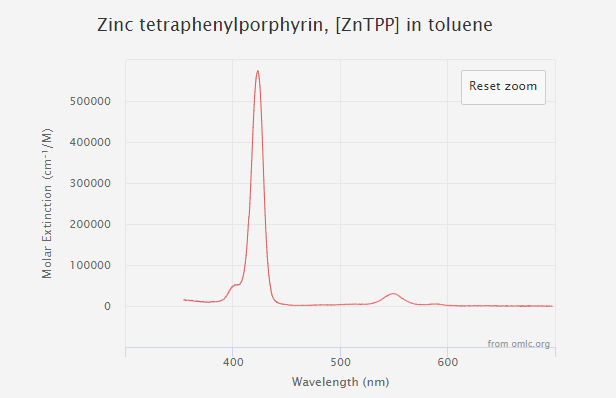 Zinc tetraphenylporphyrin, [ZnTPP] in toluene
Reset zoom
Molar Extinction (cm⁻¹/M)
500000
400000
300000
200000
100000
0
from omlc.org
400
500
600
Wavelength (nm)